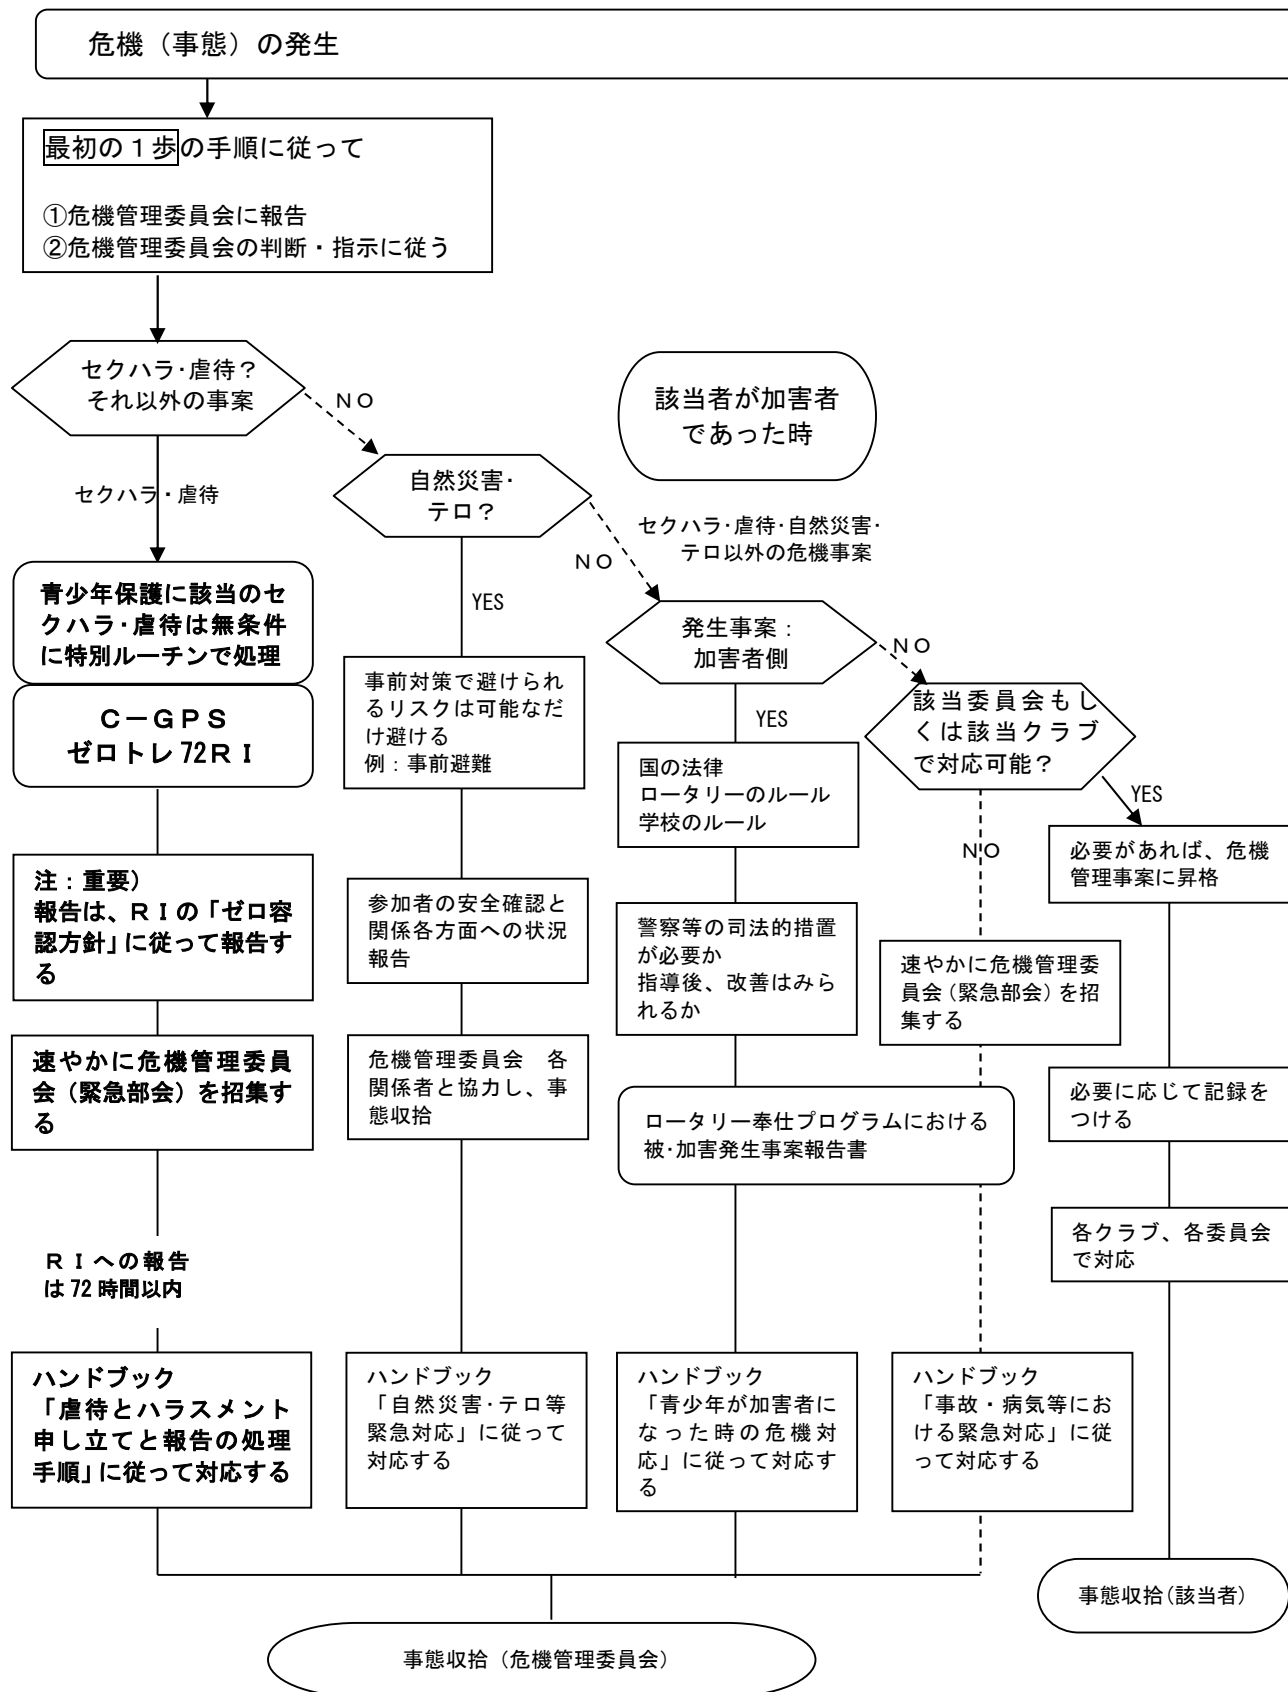 危機（事態）の発生
最初の１歩の手順に従って
①危機管理委員会に報告
②危機管理委員会の判断・指示に従う
セクハラ・虐待？
それ以外の事案
ＮＯ
セクハラ・虐待
該当者が加害者
であった時
自然災害・
テロ？
セクハラ・虐待・自然災害・
テロ以外の危機事案
ＮＯ
YES
青少年保護に該当のセ
クハラ・虐待は無条件
に特別ルーチンで処理
Ｃ－ＧＰＳ
ゼロトレ72ＲＩ
発生事案：
加害者側
ＮＯ
YES
事前対策で避けられ
るリスクは可能なだ
け避ける
例：事前避難
該当委員会もし
くは該当クラブ
で対応可能？
YES
ＮＯ
国の法律
ロータリーのルール
学校のルール
必要があれば、危機
管理事案に昇格
注：重要）
報告は、ＲＩの「ゼロ容
認方針」に従って報告す
る
参加者の安全確認と
関係各方面への状況
報告
警察等の司法的措置
が必要か
指導後、改善はみら
れるか
速やかに危機管理委
員会（緊急部会）を招
集する
速やかに危機管理委員
会（緊急部会）を招集す
る
危機管理委員会　各
関係者と協力し、事
態収拾
ロータリー奉仕プログラムにおける
被・加害発生事案報告書
必要に応じて記録を
つける
各クラブ、各委員会
で対応
ＲＩへの報告
は72時間以内
ハンドブック
「虐待とハラスメント
申し立てと報告の処理
手順」に従って対応する
ハンドブック
「自然災害・テロ等
緊急対応」に従って
対応する
ハンドブック
「青少年が加害者に
なった時の危機対
応」に従って対応す
る
ハンドブック
「事故・病気等にお
ける緊急対応」に従
って対応する
事態収拾（該当者）
事態収拾（危機管理委員会）